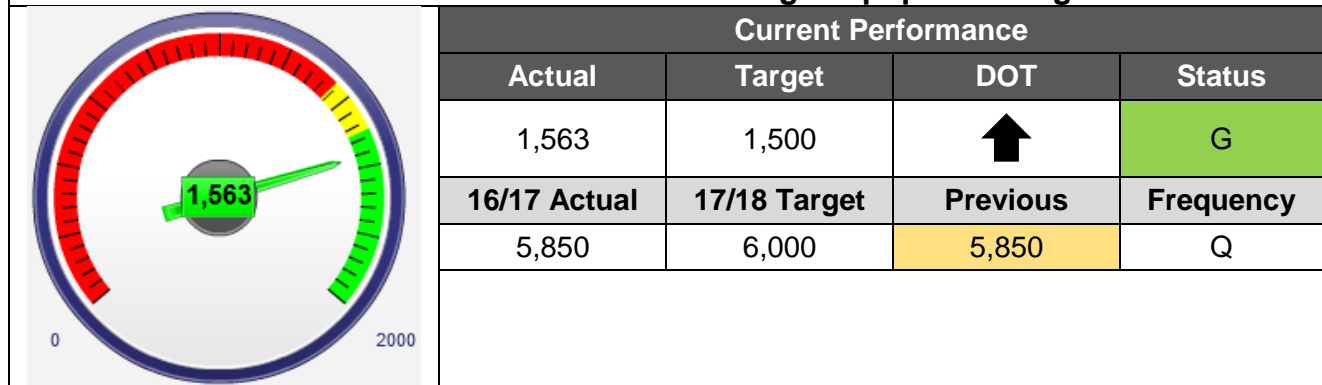 Current Performance
Actual Target DOT Status
1,563 1,500 G
16/17 Actual 17/18 Target Previous Frequency
5,850 6,000 5,850 Q
1,563
0 2000